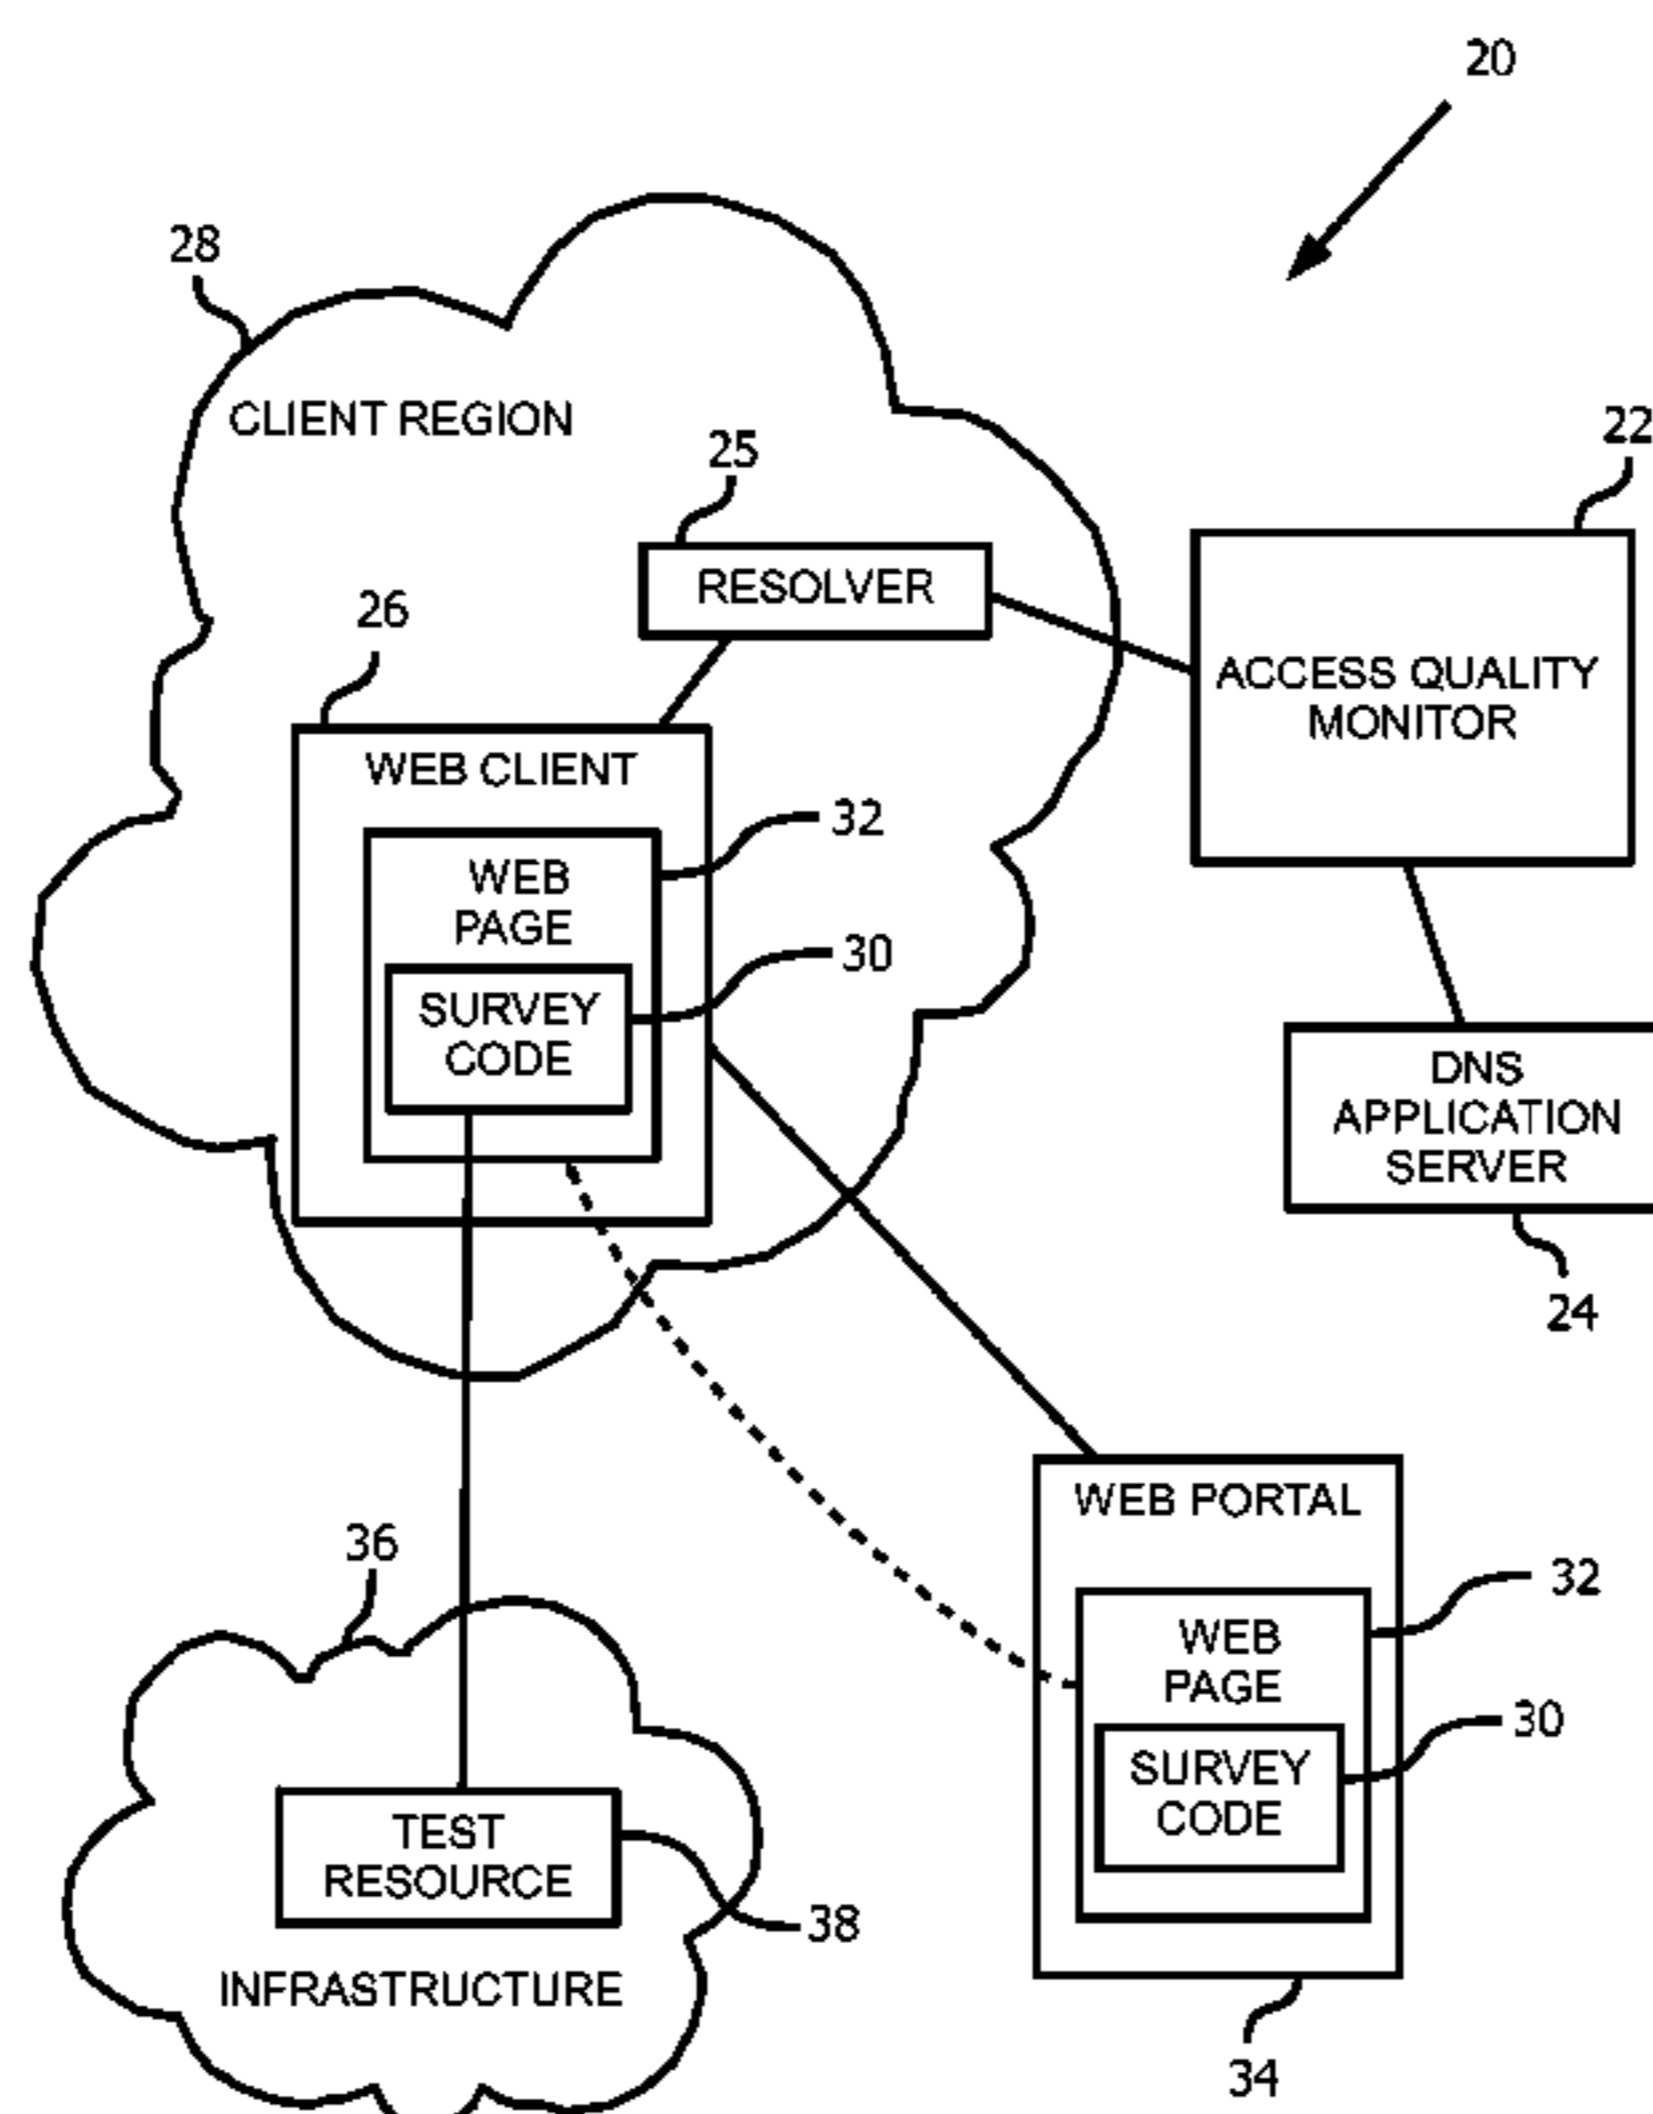 20
28
CLIENT REGION
25
22
RESOLVER
26
ACCESS QUALITY
MONITOR
WEB CLIENT
32
WEB
PAGE
30
SURVEY
CODE
DNS
APPLICATION
SERVER
24
WEB PORTAL
36
32
WEB
PAGE
30
SURVEY
CODE
TEST
RESOURCE
38
INFRASTRUCTURE
34